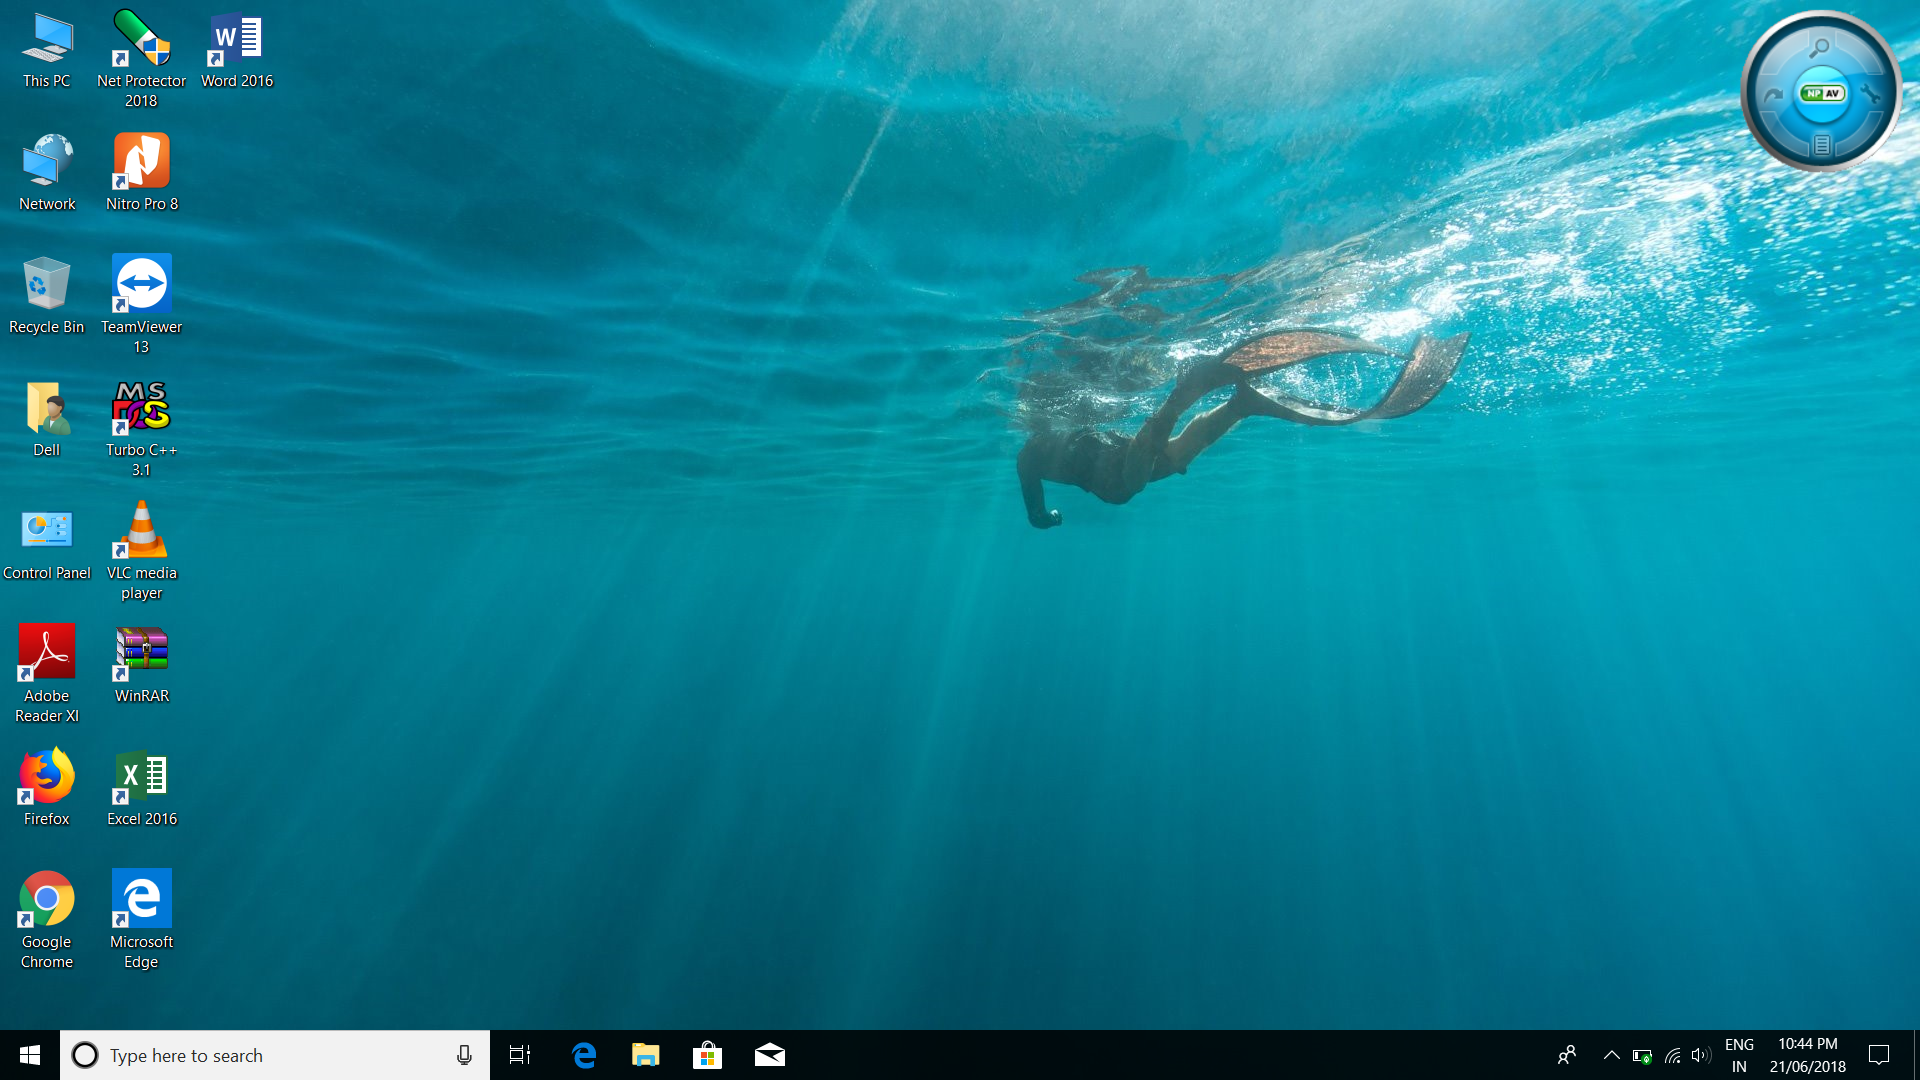 This PC
Net Protector
2018
W
Word 2016
Network
Nitro Pro 8
Recycle Bin
TeamViewer
13
Dell
MS
DOS
Turbo C++
3.1
Control Panel
VLC media
player
Adobe
Reader XI
WinRAR
Firefox
X
Excel 2016
Google
Chrome
Microsoft
Edge
NP AV
Type here to search
ENG
IN
10:44 PM
21/06/2018